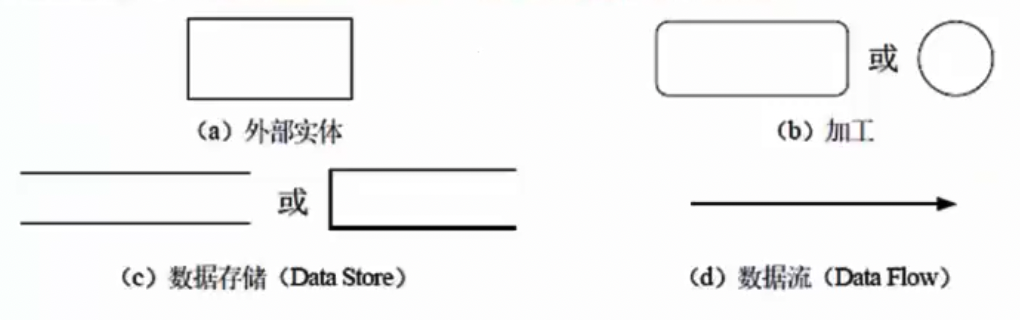 或
（a）外部实体
（b）加工
或
（c）数据存储（Data Store）
（d）数据流（Data Flow）